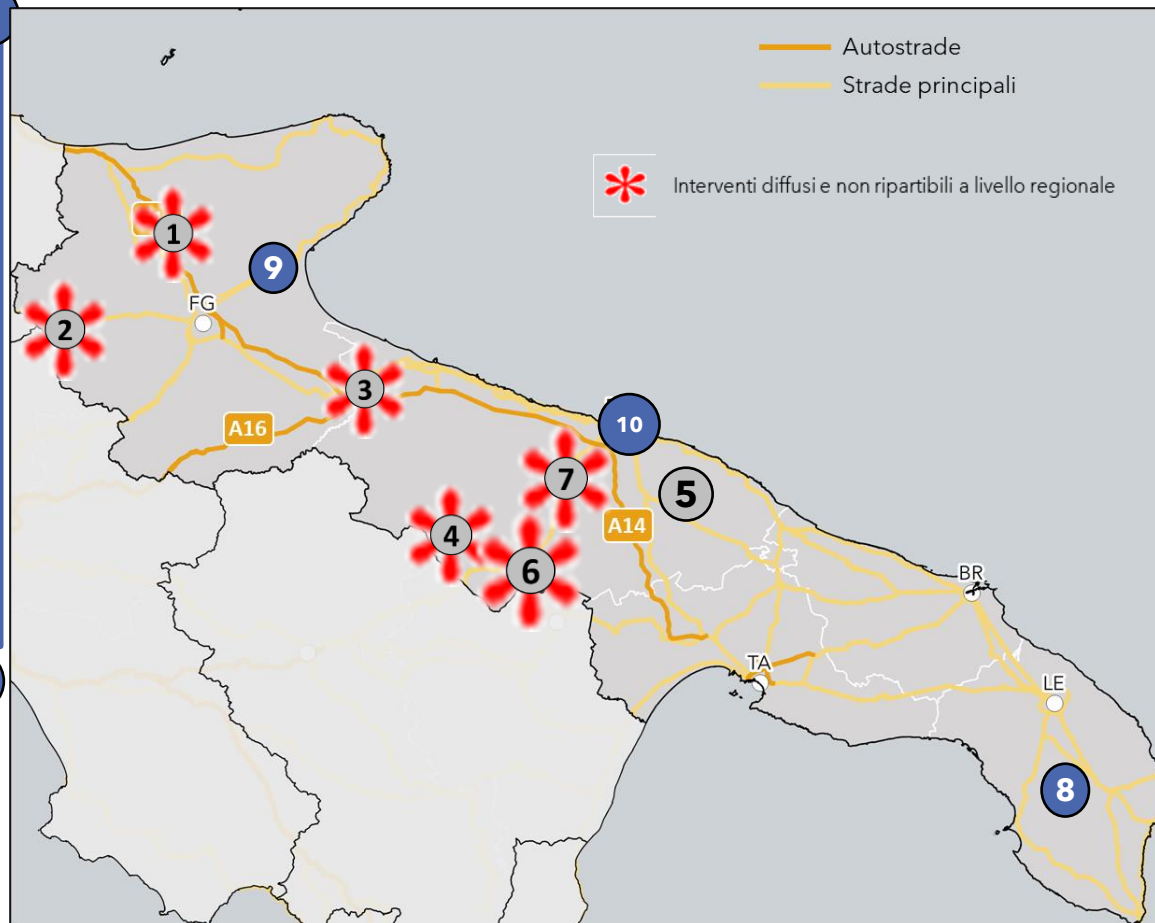 Autostrade
Strade principali
Interventi diffusi e non ripartibili a livello regionale
1
9
2
FG
3
A16
10
7
5
4
A14
6
BR
TA
LE
8